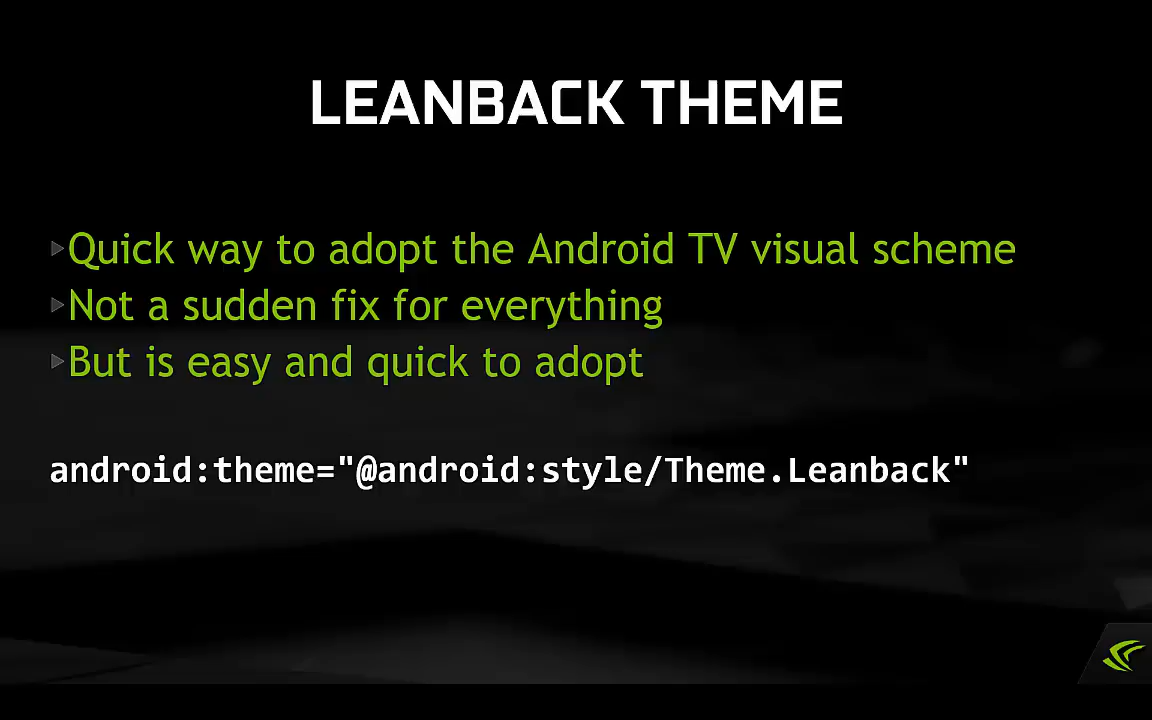 LEANBACK THEME
Quick way to adopt the Android TV visual scheme
Not a sudden fix for everything
But is easy and quick to adopt
android:theme="@android:style/Theme.Leanback"